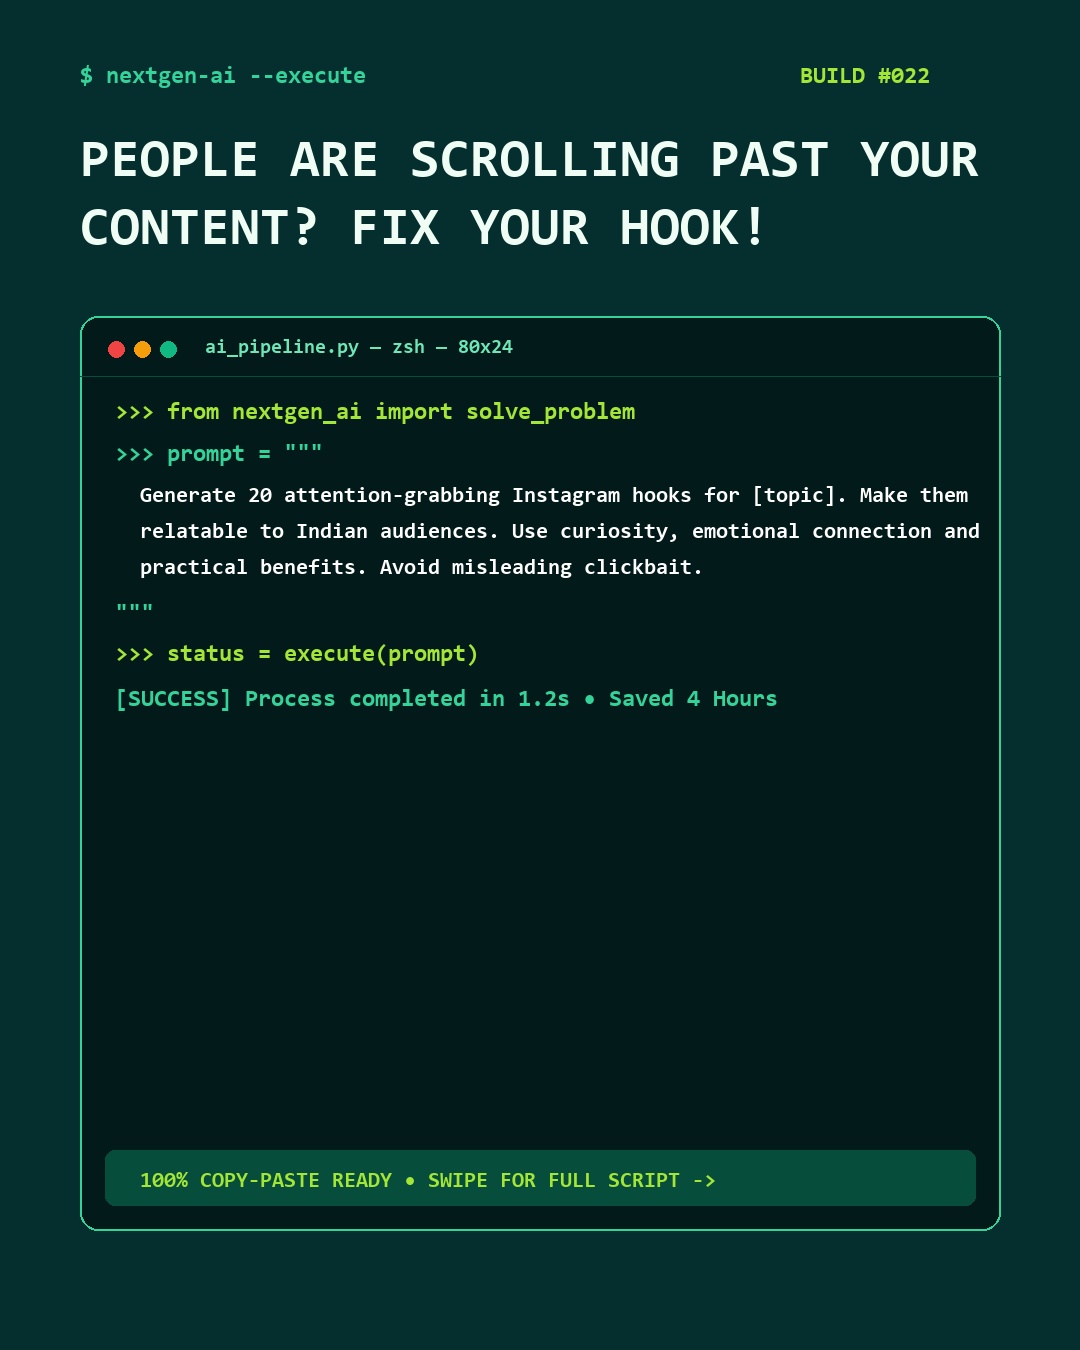 $ nextgen-ai --execute
BUILD #022
PEOPLE ARE SCROLLING PAST YOUR
CONTENT? FIX YOUR HOOK!
ai_pipeline.py — zsh — 80x24
>>> from nextgen_ai import solve_problem
>>> prompt = """
Generate 20 attention-grabbing Instagram hooks for [topic]. Make them
relatable to Indian audiences. Use curiosity, emotional connection and
practical benefits. Avoid misleading clickbait.
"""
>>> status = execute(prompt)
[SUCCESS] Process completed in 1.2s • Saved 4 Hours
100% COPY-PASTE READY • SWIPE FOR FULL SCRIPT ->